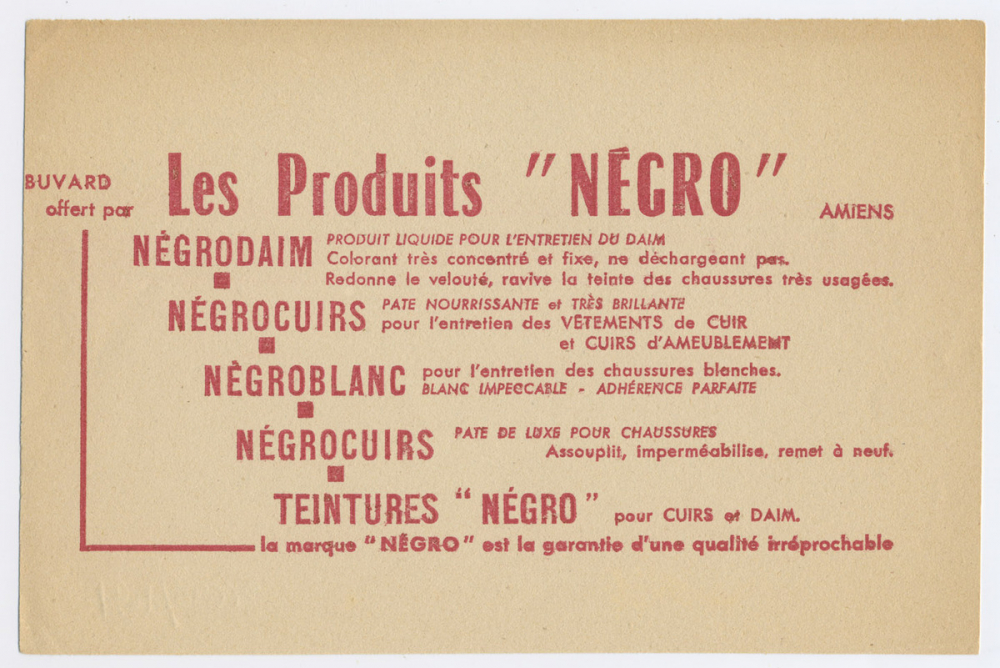 BUVARD
offert par
Les Produits "NÉGRO"
AMiENS
NÉGRODAIM PRODUIT LIQUIDE POUR L'ENTRETIEN DU DAIM
Colorant très concentré et fixe, ne déchargeant pas.
Redonne le velouté, ravive la teinte des chaussures très usagées.
NÉGROCUIRS PATE NOURRISSANTE et TRÈS BRILLANTE
pour l'entretien des VÊTEMENTS de CUIR
et CUIRS d'AMEUBLEMENT
NÈGROBLANC pour l'entretien des chaussures blanches.
BLANC IMPECCABLE - ADHÉRENCE PARFAITE
NÉGROCUIRS PATE DE LUXE POUR CHAUSSURES
Assouplit, imperméabilise, remet à neuf.
TEINTURES "NÉGRO" pour CUIRS et DAIM.
la marque "NÉGRO" est la garantie d'une qualité irréprochable